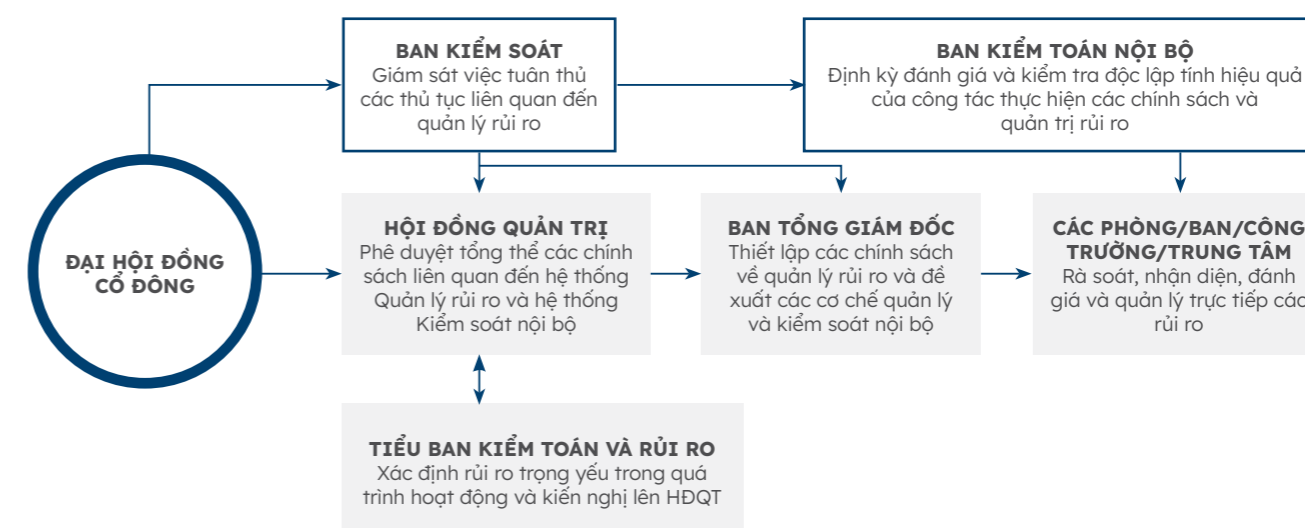 BAN KIỂM SOÁT
Giám sát việc tuân thủ
các thủ tục liên quan đến
quản lý rủi ro
BAN KIỂM TOÁN NỘI BỘ
Định kỳ đánh giá và kiểm tra độc lập tính hiệu quả
của công tác thực hiện các chính sách và
quản trị rủi ro
ĐẠI HỘI ĐỒNG
CỔ ĐÔNG
HỘI ĐỒNG QUẢN TRỊ
Phê duyệt tổng thể các chính
sách liên quan đến hệ thống
Quản lý rủi ro và hệ thống
Kiểm soát nội bộ
BAN TỔNG GIÁM ĐỐC
Thiết lập các chính sách
về quản lý rủi ro và đề
xuất các cơ chế quản lý
và kiểm soát nội bộ
CÁC PHÒNG/BAN/CÔNG
TRƯỜNG/TRUNG TÂM
Rà soát, nhận diện, đánh
giá và quản lý trực tiếp các
rủi ro
TIỂU BAN KIỂM TOÁN VÀ RỦI RO
Xác định rủi ro trọng yếu trong quá
trình hoạt động và kiến nghị lên HĐQT